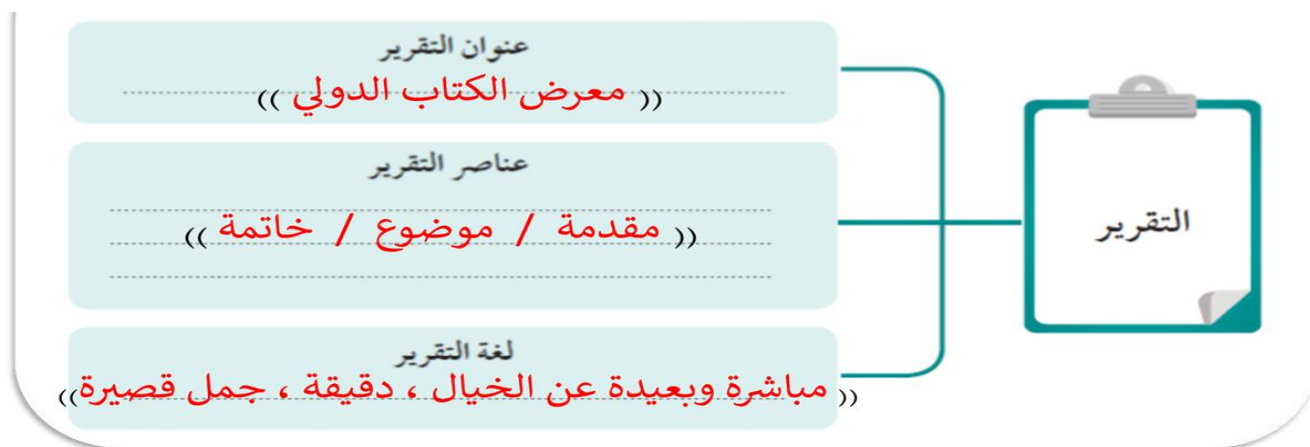 عنوان التقرير
(( معرض الكتاب الدولي ))
عناصر التقرير
(( مقدمة / موضوع / خاتمة ))
التقرير
لغة التقرير
(( مباشرة وبعيدة عن الخيال ، دقيقة ، جمل قصيرة))